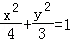 x²/4 + y²/3 = 1